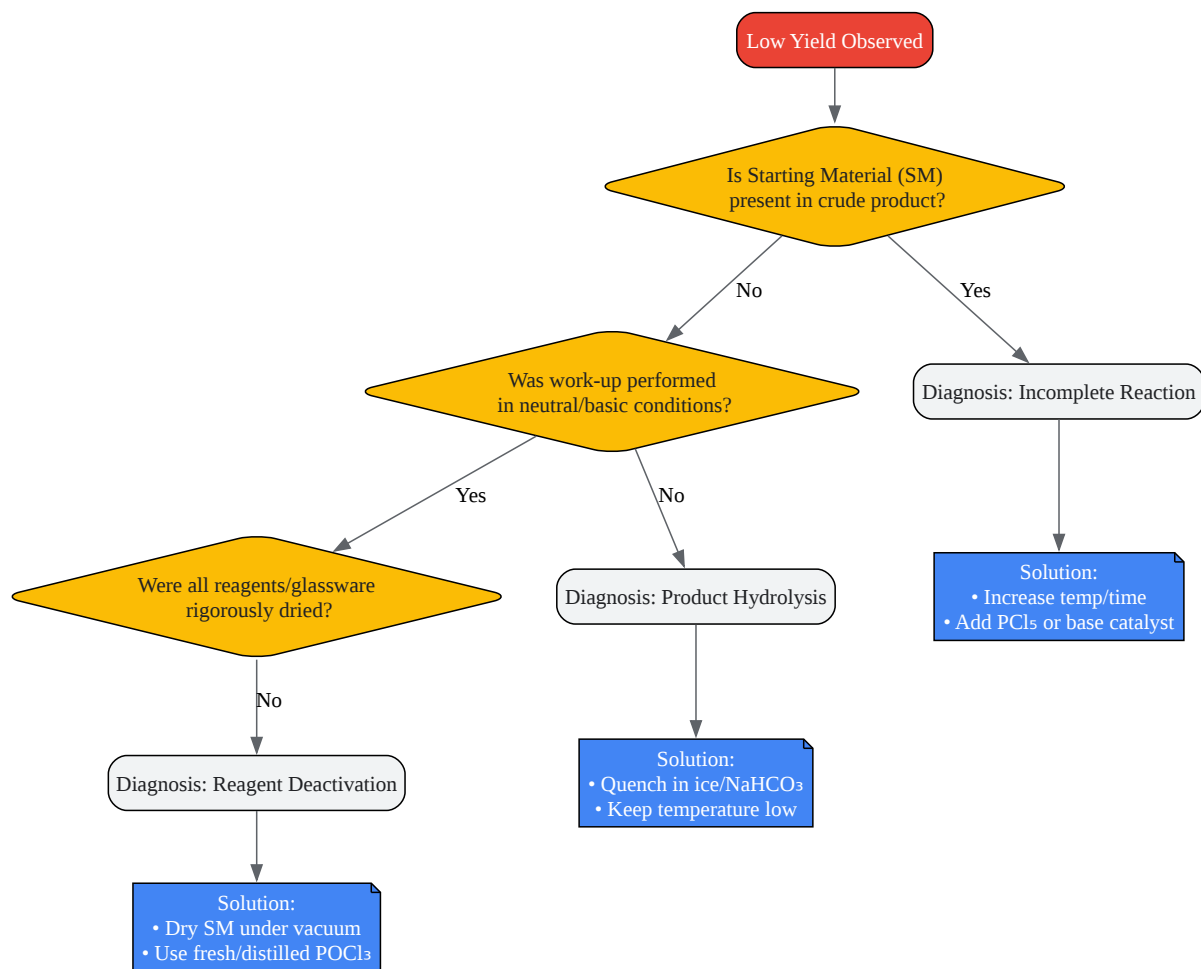 Low Yield Observed
Is Starting Material (SM)
present in crude product?
No
Yes
Was work-up performed
in neutral/basic conditions?
Diagnosis: Incomplete Reaction
Yes
No
Were all reagents/glassware
rigorously dried?
Diagnosis: Product Hydrolysis
Solution:
• Increase temp/time
• Add PCl₅ or base catalyst
No
Diagnosis: Reagent Deactivation
Solution:
• Quench in ice/NaHCO₃
• Keep temperature low
Solution:
• Dry SM under vacuum
• Use fresh/distilled POCl₃